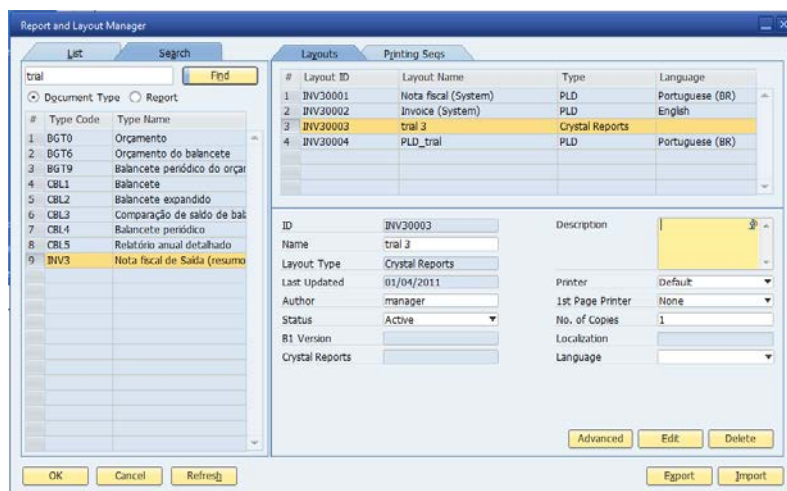 Report and Layout Manager
List Search
trial Find
Document Type Report
# Type Code Type Name
1 BGT0 Orçamento
2 BGT6 Orçamento do balancete
3 BGT9 Balancete periódico do orçar
4 CBL1 Balancete
5 CBL2 Balancete expandido
6 CBL3 Comparação de saldo de bal
7 CBL4 Balancete periódico
8 CBL5 Relatório anual detalhado
9 INV3 Nota fiscal de Saída (resumo
Layouts Printing Seqs
# Layout ID Layout Name Type Language
1 INV30001 Nota fiscal (System) PLD Portuguese (BR)
2 INV30002 Invoice (System) PLD English
3 INV30003 trial 3 Crystal Reports
4 INV30004 PLD_trial PLD Portuguese (BR)
ID INV30003 Description
Name trial 3
Layout Type Crystal Reports
Last Updated 01/04/2011 Printer Default
Author manager 1st Page Printer None
Status Active No. of Copies 1
B1 Version Localization
Crystal Reports Language
Advanced Edit Delete
OK Cancel Refresh Export Import